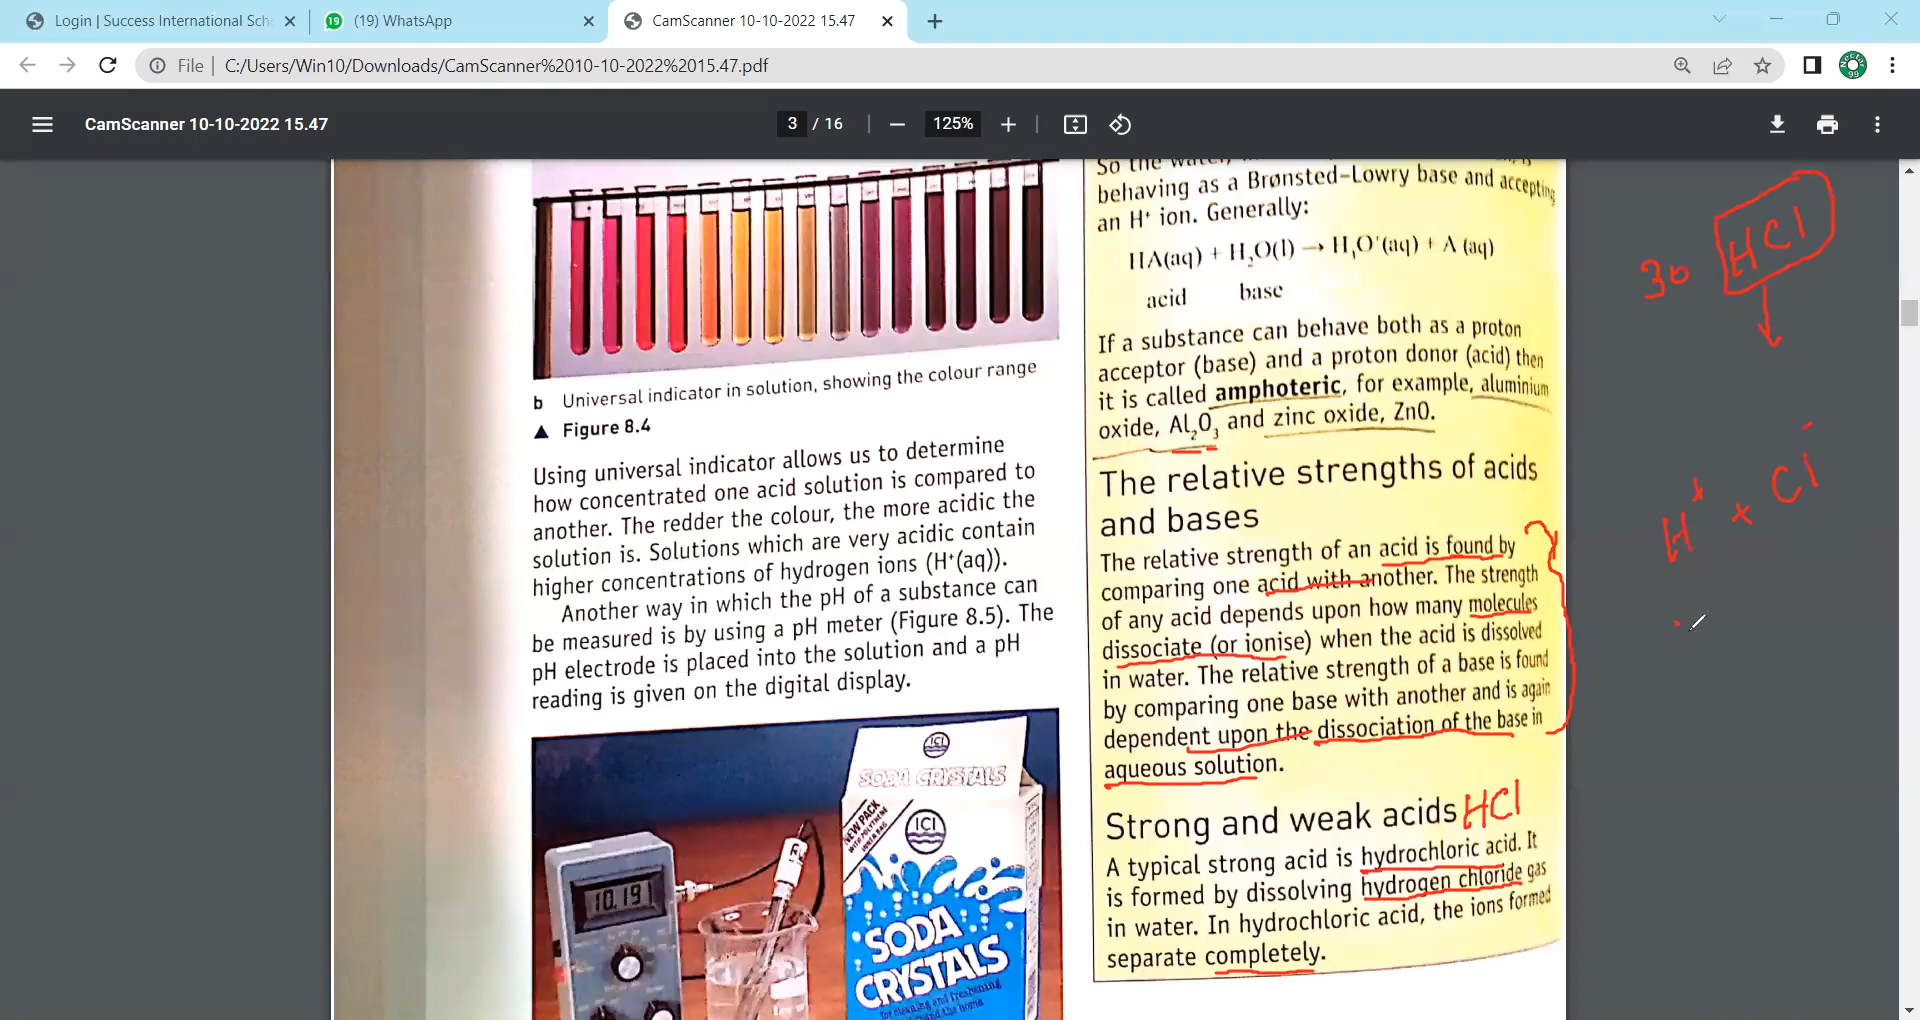 Login | Success International Sch
(19) WhatsApp
CamScanner 10-10-2022 15.47
File
C:/Users/Win10/Downloads/CamScanner%2010-10-2022%2015.47.pdf
CamScanner 10-10-2022 15.47
3 / 16
125%
b Universal indicator in solution, showing the colour range
▲ Figure 8.4
Using universal indicator allows us to determine
how concentrated one acid solution is compared to
another. The redder the colour, the more acidic the
solution is. Solutions which are very acidic contain
higher concentrations of hydrogen ions (H⁺(aq)).
Another way in which the pH of a substance can
be measured is by using a pH meter (Figure 8.5). The
pH electrode is placed into the solution and a pH
reading is given on the digital display.
10.19
ICI
SODA CRYSTALS
NEW PACK
ICI
SODA
CRYSTALS
for cleaning and freshening
around the home
So the water,
behaving as a Brønsted–Lowry base and accepting
an H⁺ ion. Generally:
HA(aq) + H₂O(l) → H₃O⁺(aq) + A (aq)
acid base
If a substance can behave both as a proton
acceptor (base) and a proton donor (acid) then
it is called amphoteric, for example, aluminium
oxide, Al₂O₃ and zinc oxide, ZnO.
The relative strengths of acids
and bases
The relative strength of an acid is found by
comparing one acid with another. The strength
of any acid depends upon how many molecules
dissociate (or ionise) when the acid is dissolved
in water. The relative strength of a base is found
by comparing one base with another and is again
dependent upon the dissociation of the base in
aqueous solution.
Strong and weak acids HCl
A typical strong acid is hydrochloric acid. It
is formed by dissolving hydrogen chloride gas
in water. In hydrochloric acid, the ions formed
separate completely.
30 HCl
H⁺ + Cl⁻